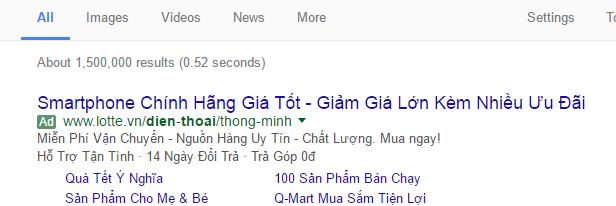 All Images Videos News More Settings
About 1,500,000 results (0.52 seconds)
Smartphone Chính Hãng Giá Tốt - Giảm Giá Lớn Kèm Nhiều Ưu Đãi
Ad www.lotte.vn/dien-thoai/thong-minh
Miễn Phí Vận Chuyển - Nguồn Hàng Uy Tín - Chất Lượng. Mua ngay!
Hỗ Trợ Tận Tình · 14 Ngày Đổi Trả · Trả Góp 0đ
Quà Tết Ý Nghĩa 100 Sản Phẩm Bán Chạy
Sản Phẩm Cho Mẹ & Bé Q-Mart Mua Sắm Tiện Lợi